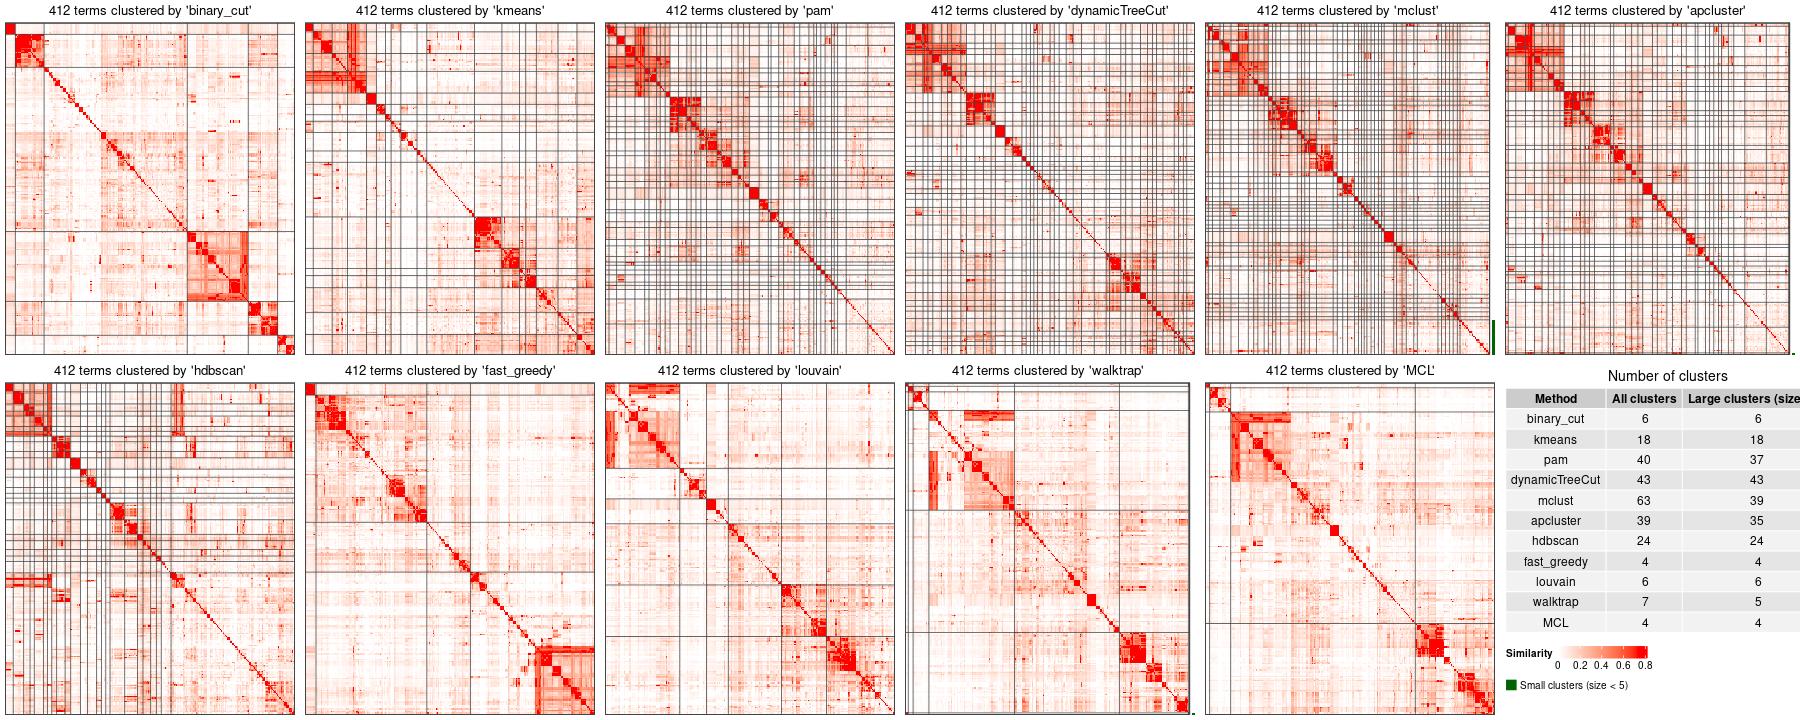 412 terms clustered by 'binary_cut'
412 terms clustered by 'kmeans'
412 terms clustered by 'pam'
412 terms clustered by 'dynamicTreeCut'
412 terms clustered by 'mclust'
412 terms clustered by 'apcluster'
412 terms clustered by 'hdbscan'
412 terms clustered by 'fast_greedy'
412 terms clustered by 'louvain'
412 terms clustered by 'walktrap'
412 terms clustered by 'MCL'
Number of clusters
Method All clusters Large clusters (size
binary_cut 6 6
kmeans 18 18
pam 40 37
dynamicTreeCut 43 43
mclust 63 39
apcluster 39 35
hdbscan 24 24
fast_greedy 4 4
louvain 6 6
walktrap 7 5
MCL 4 4
Similarity
0 0.2 0.4 0.6 0.8
Small clusters (size < 5)